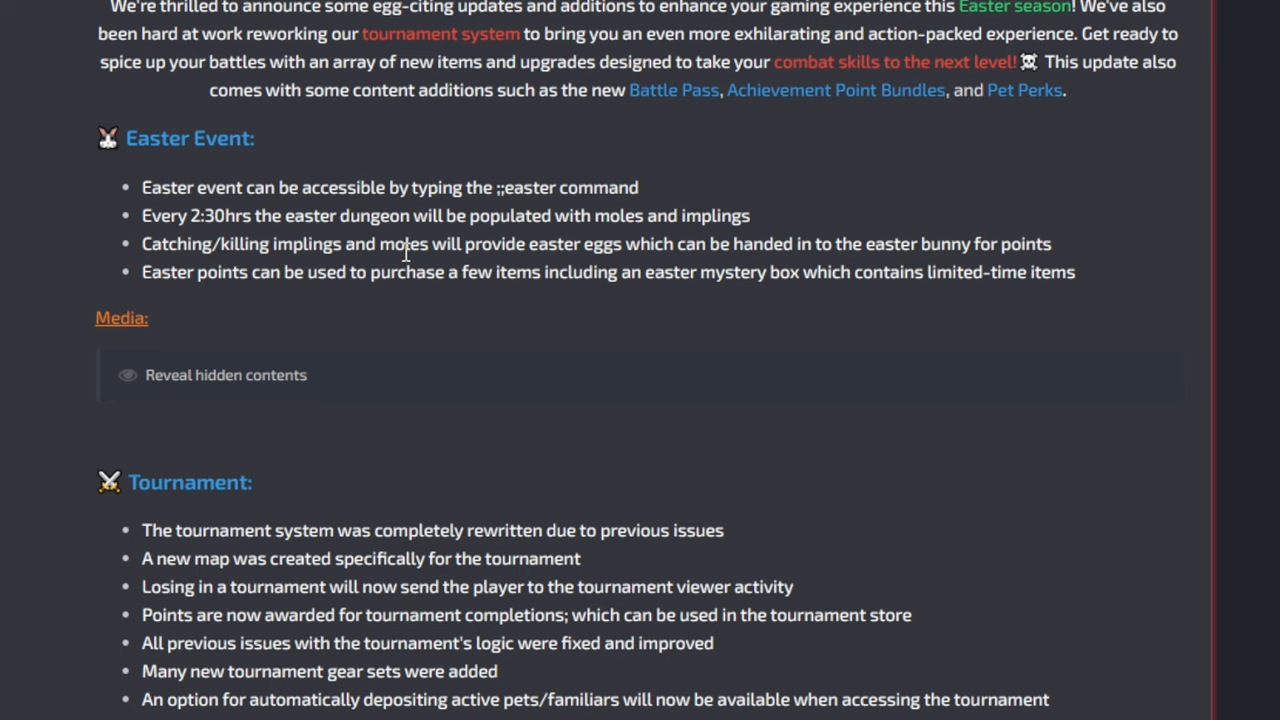 We're thrilled to announce some egg-citing updates and additions to enhance your gaming experience this Easter season! We've also
been hard at work reworking our tournament system to bring you an even more exhilarating and action-packed experience. Get ready to
spice up your battles with an array of new items and upgrades designed to take your combat skills to the next level! This update also
comes with some content additions such as the new Battle Pass, Achievement Point Bundles, and Pet Perks.
Easter Event:
Easter event can be accessible by typing the ;;easter command
Every 2:30hrs the easter dungeon will be populated with moles and implings
Catching/killing implings and moles will provide easter eggs which can be handed in to the easter bunny for points
Easter points can be used to purchase a few items including an easter mystery box which contains limited-time items
Media:
Reveal hidden contents
Tournament:
The tournament system was completely rewritten due to previous issues
A new map was created specifically for the tournament
Losing in a tournament will now send the player to the tournament viewer activity
Points are now awarded for tournament completions; which can be used in the tournament store
All previous issues with the tournament's logic were fixed and improved
Many new tournament gear sets were added
An option for automatically depositing active pets/familiars will now be available when accessing the tournament